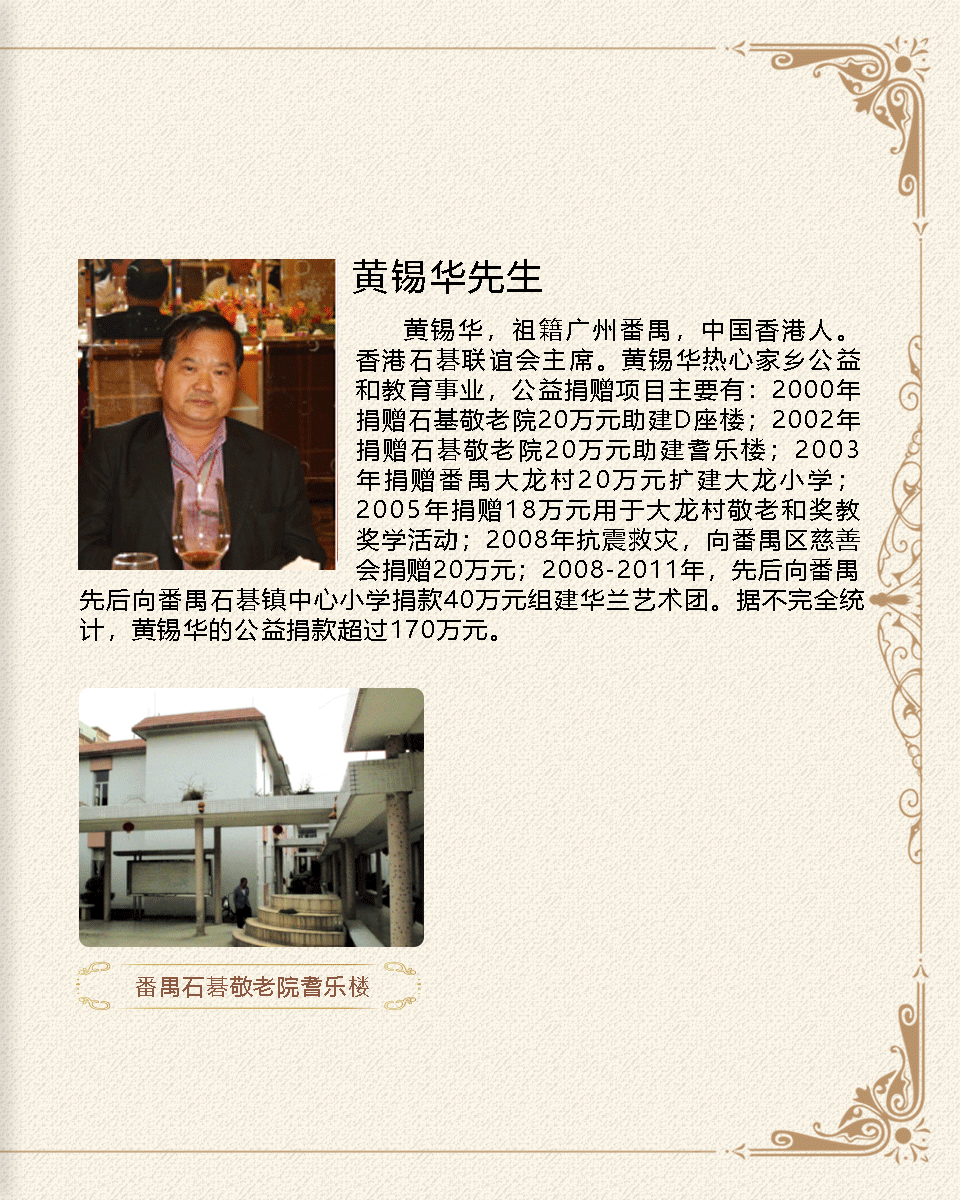 黄锡华先生
黄锡华，祖籍广州番禺，中国香港人。
香港石碁联谊会主席。黄锡华热心家乡公益
和教育事业，公益捐赠项目主要有：2000年
捐赠石基敬老院20万元助建D座楼；2002年
捐赠石碁敬老院20万元助建耆乐楼；2003
年捐赠番禺大龙村20万元扩建大龙小学；
2005年捐赠18万元用于大龙村敬老和奖教
奖学活动；2008年抗震救灾，向番禺区慈善
会捐赠20万元；2008-2011年，先后向番禺
先后向番禺石碁镇中心小学捐款40万元组建华兰艺术团。据不完全统
计，黄锡华的公益捐款超过170万元。
番禺石碁敬老院耆乐楼